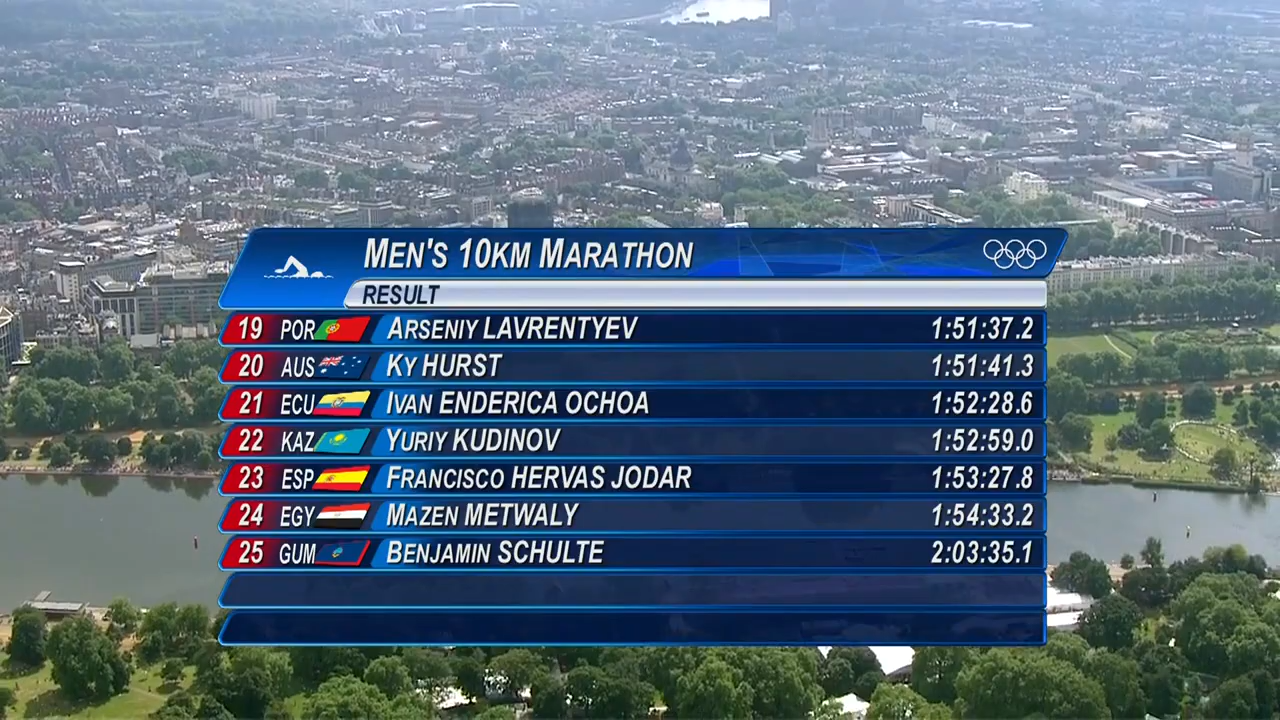 MEN'S 10KM MARATHON
RESULT
19 POR ARSENIY LAVRENTYEV 1:51:37.2
20 AUS KY HURST 1:51:41.3
21 ECU IVAN ENDERICA OCHOA 1:52:28.6
22 KAZ YURIY KUDINOV 1:52:59.0
23 ESP FRANCISCO HERVAS JODAR 1:53:27.8
24 EGY MAZEN METWALY 1:54:33.2
25 GUM BENJAMIN SCHULTE 2:03:35.1